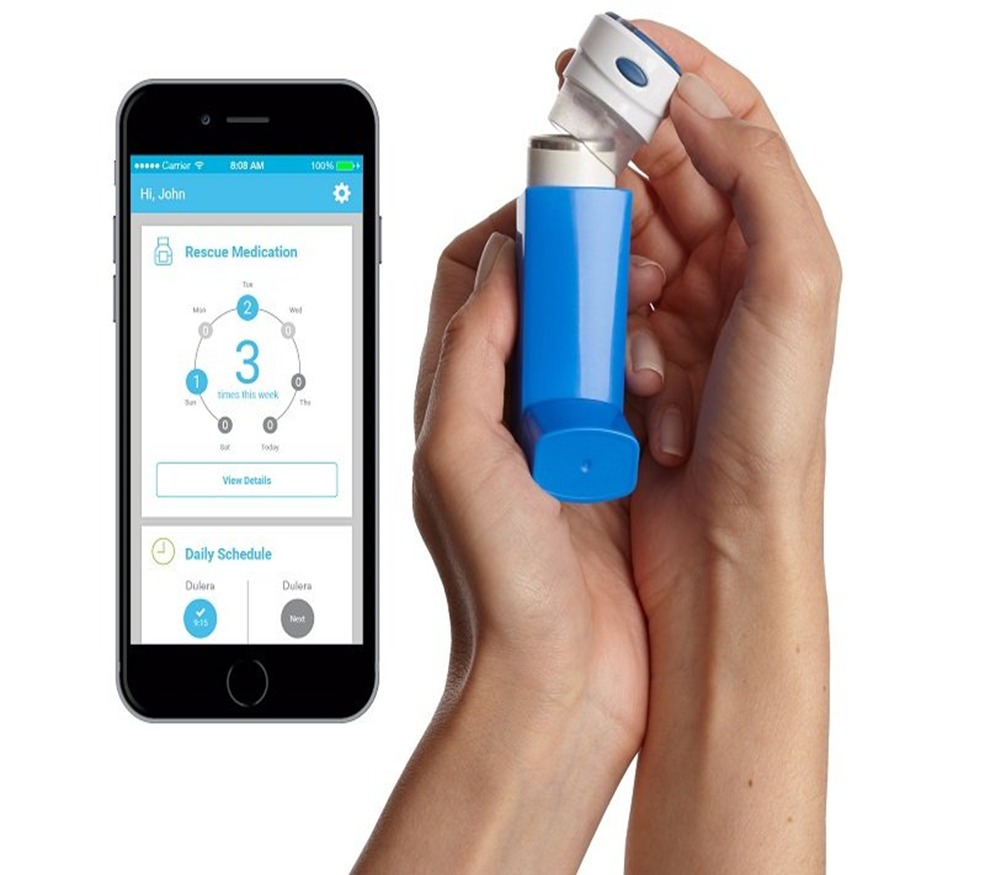 Carrier 8:08 AM 100%
Hi, John
Rescue Medication
Tue
Mon 2 Wed
0 0
3
1 times this week 0
Sun Thu
0 0
Sat Today
View Details
Daily Schedule
Dulera Dulera
9:15 Next